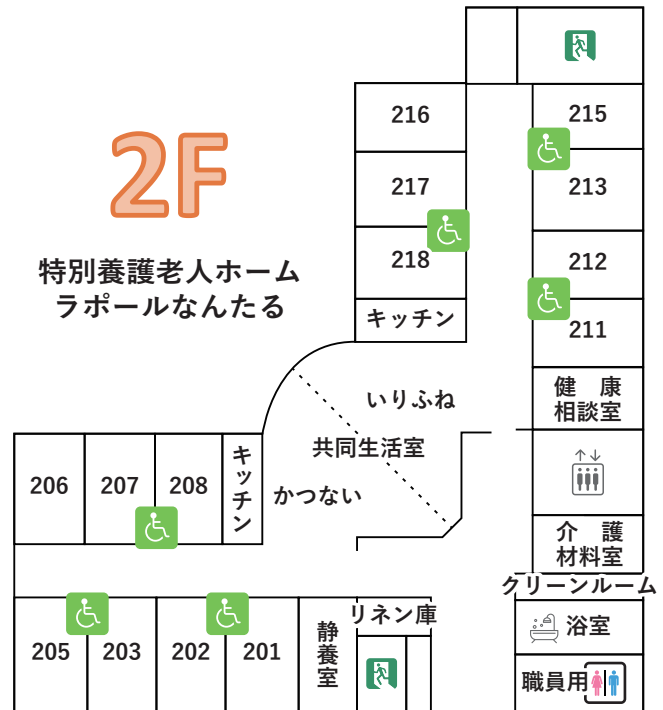 2F
特別養護老人ホーム
ラポールなんたる
216
217
218
キッチン
215
213
212
211
健　康
相談室
いりふね
共同生活室
かつない
206
207
208
キッチン
介　護
材料室
クリーンルーム
浴室
職員用
205
203
202
201
静養室
リネン庫